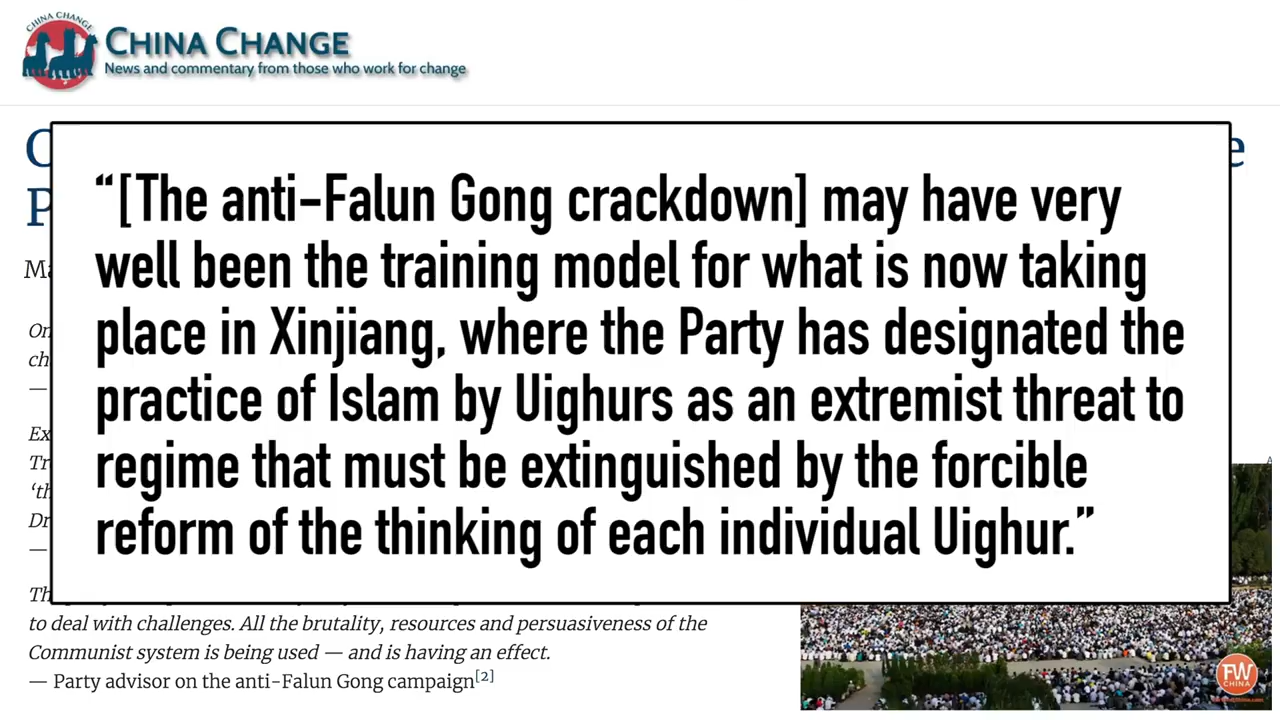 CHINA CHANGE
CHINA CHANGE
News and commentary from those who work for change
“[The anti-Falun Gong crackdown] may have very
well been the training model for what is now taking
place in Xinjiang, where the Party has designated the
practice of Islam by Uighurs as an extremist threat to
regime that must be extinguished by the forcible
reform of the thinking of each individual Uighur.”
to deal with challenges. All the brutality, resources and persuasiveness of the
Communist system is being used — and is having an effect.
— Party advisor on the anti-Falun Gong campaign[2]
FW
CHINA